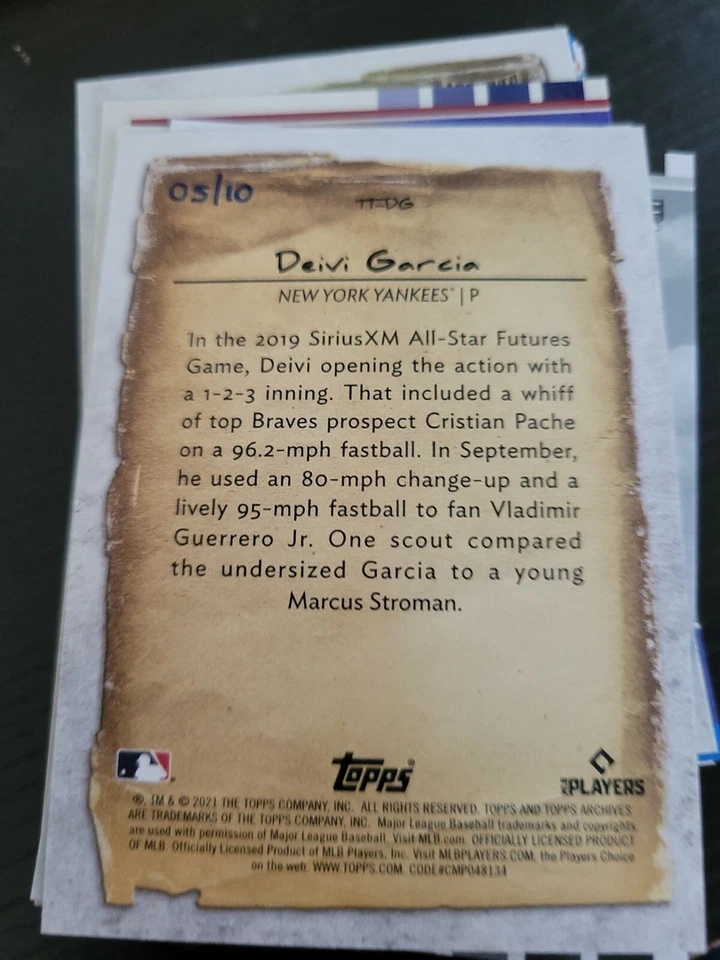 05/10
TT-DG
Deivi Garcia
NEW YORK YANKEES® | P
In the 2019 SiriusXM All-Star Futures
Game, Deivi opening the action with
a 1-2-3 inning. That included a whiff
of top Braves prospect Cristian Pache
on a 96.2-mph fastball. In September,
he used an 80-mph change-up and a
lively 95-mph fastball to fan Vladimir
Guerrero Jr. One scout compared
the undersized Garcia to a young
Marcus Stroman.
Topps®
PLAYERS
®, TM & © 2021 THE TOPPS COMPANY, INC. ALL RIGHTS RESERVED. TOPPS AND TOPPS ARCHIVES
ARE TRADEMARKS OF THE TOPPS COMPANY, INC. Major League Baseball trademarks and copyrights
are used with permission of Major League Baseball. Visit MLB.com. OFFICIALLY LICENSED PRODUCT
OF MLB. Officially Licensed Product of MLB Players, Inc. Visit MLBPLAYERS.COM, the Players Choice
on the web. WWW.TOPPS.COM. CODE#CMP048134